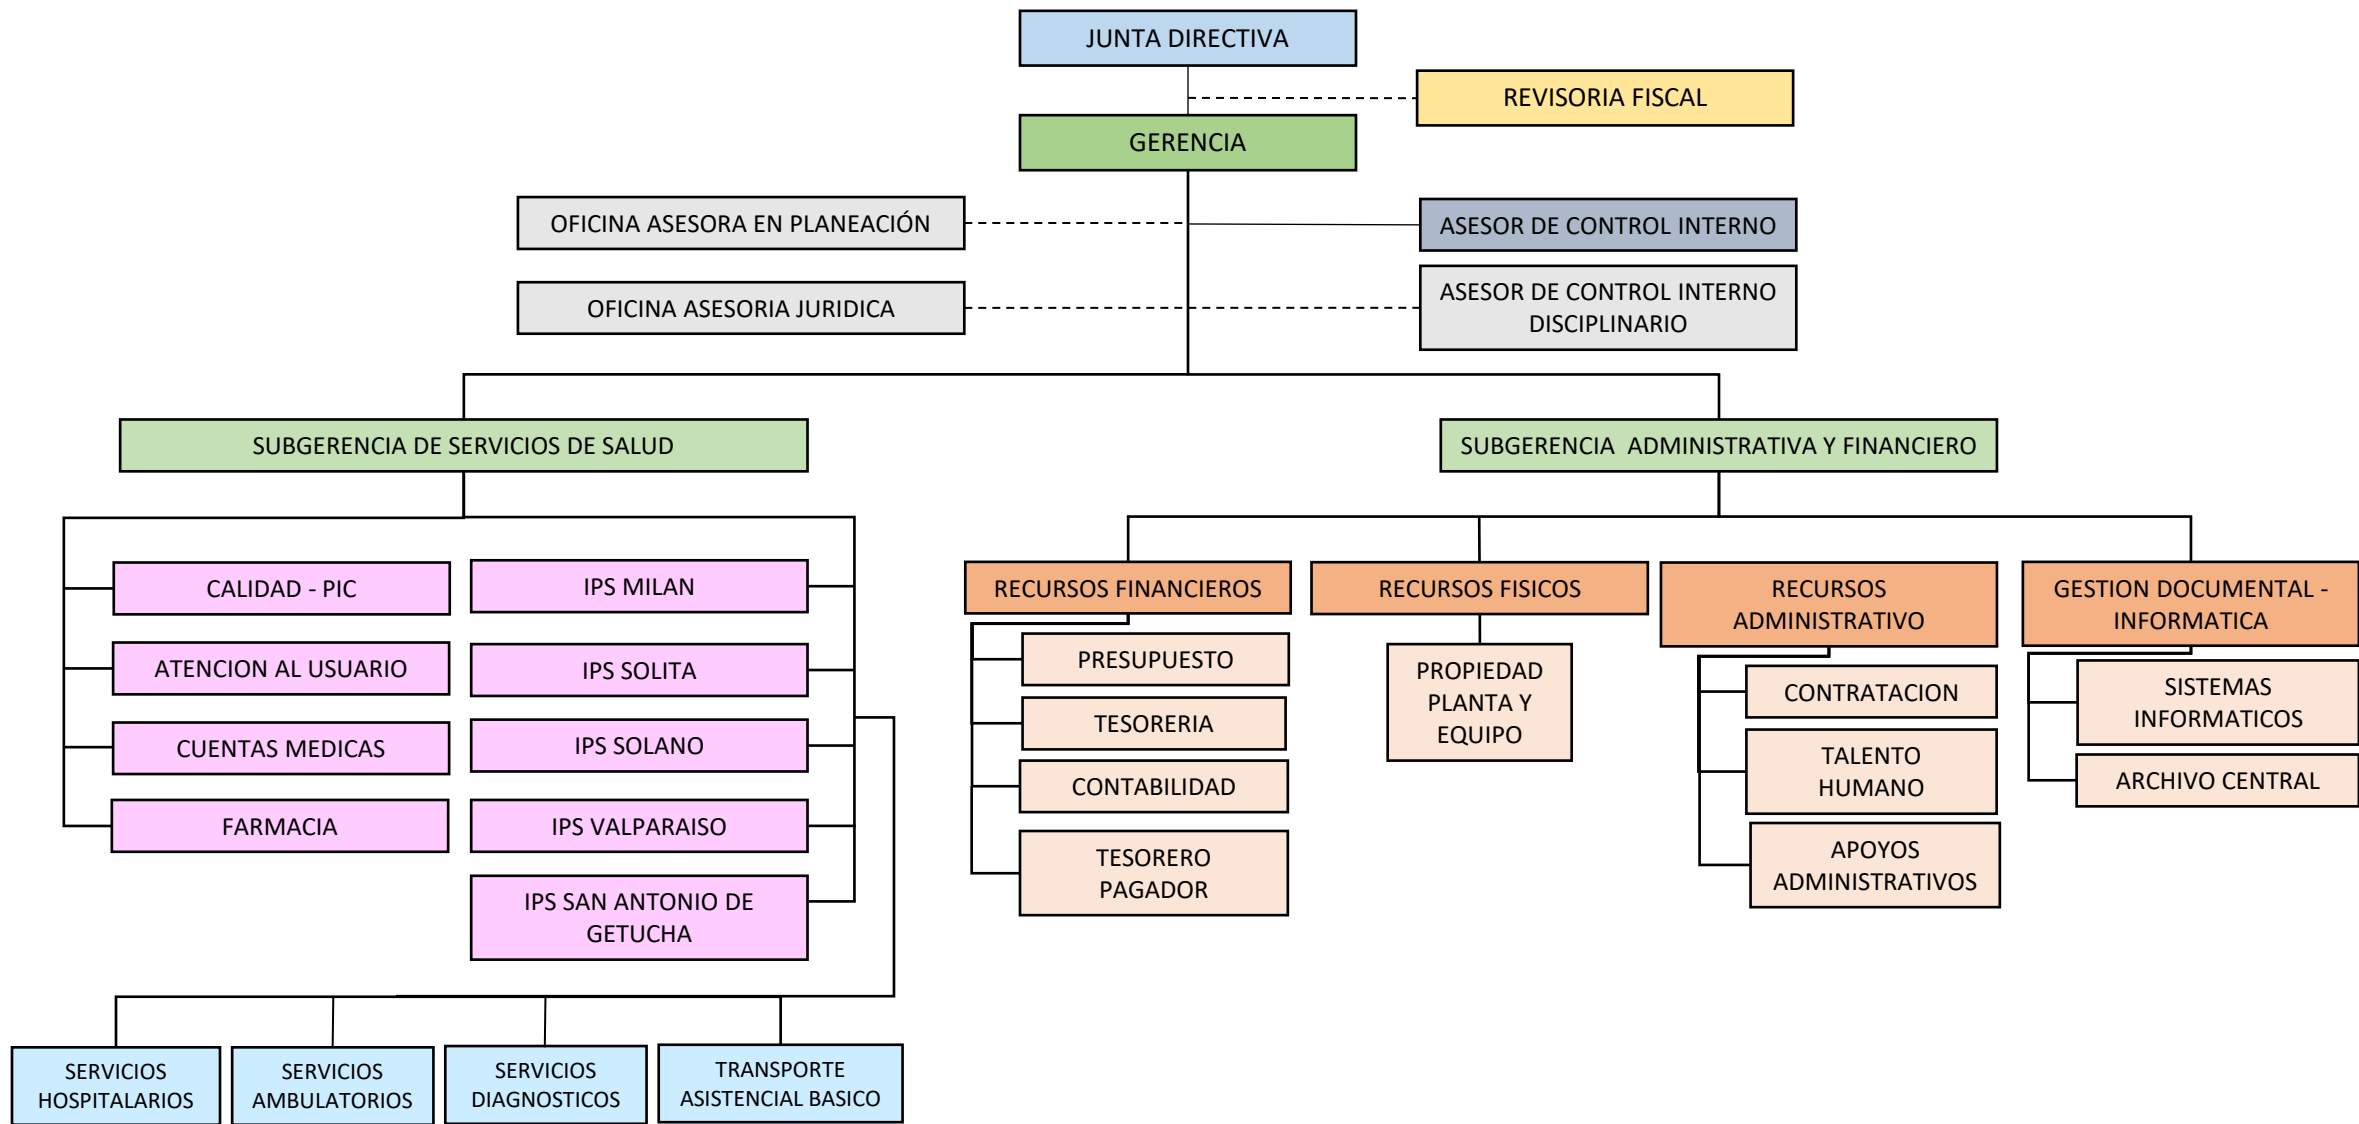 JUNTA DIRECTIVA
REVISORIA FISCAL
GERENCIA
OFICINA ASESORA EN PLANEACIÓN
ASESOR DE CONTROL INTERNO
OFICINA ASESORIA JURIDICA
ASESOR DE CONTROL INTERNO
DISCIPLINARIO
SUBGERENCIA DE SERVICIOS DE SALUD
SUBGERENCIA ADMINISTRATIVA Y FINANCIERO
CALIDAD - PIC
ATENCION AL USUARIO
CUENTAS MEDICAS
FARMACIA
IPS MILAN
IPS SOLITA
IPS SOLANO
IPS VALPARAISO
IPS SAN ANTONIO DE
GETUCHA
SERVICIOS
HOSPITALARIOS
SERVICIOS
AMBULATORIOS
SERVICIOS
DIAGNOSTICOS
TRANSPORTE
ASISTENCIAL BASICO
RECURSOS FINANCIEROS
PRESUPUESTO
TESORERIA
CONTABILIDAD
TESORERO
PAGADOR
RECURSOS FISICOS
PROPIEDAD
PLANTA Y
EQUIPO
RECURSOS
ADMINISTRATIVO
CONTRATACION
TALENTO
HUMANO
APOYOS
ADMINISTRATIVOS
GESTION DOCUMENTAL -
INFORMATICA
SISTEMAS
INFORMATICOS
ARCHIVO CENTRAL